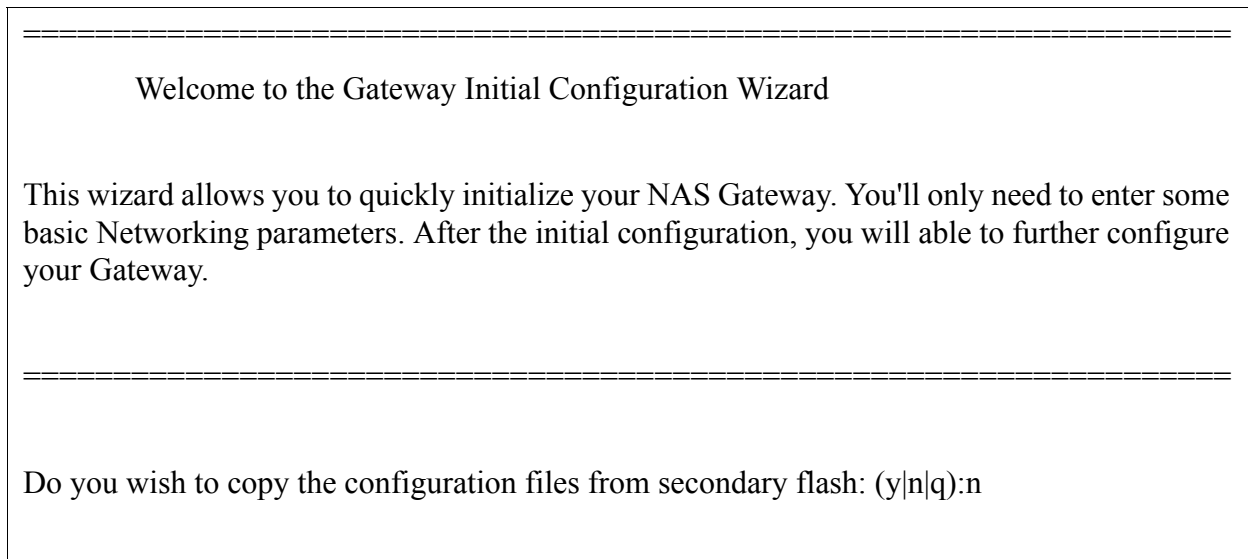 ===================================================================
Welcome to the Gateway Initial Configuration Wizard
This wizard allows you to quickly initialize your NAS Gateway. You'll only need to enter some
basic Networking parameters. After the initial configuration, you will able to further configure
your Gateway.
===================================================================
Do you wish to copy the configuration files from secondary flash: (y|n|q):n